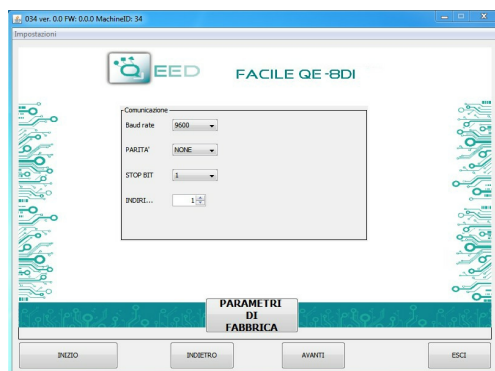 034 ver. 0.0 FW: 0.0.0 MachineID: 34
Impostazioni
QEED FACILE QE-8DI
Comunicazione
Baud rate 9600
PARITA' NONE
STOP BIT 1
INDIRI... 1
PARAMETRI
DI
FABBRICA
INIZIO INDIETRO AVANTI ESCI